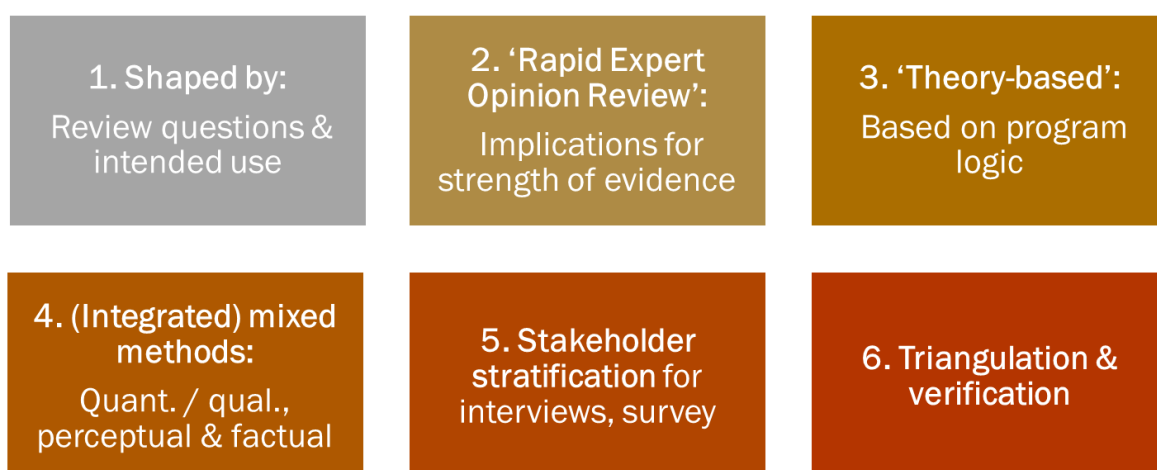 1. Shaped by:
Review questions &
intended use
2. ‘Rapid Expert
Opinion Review’:
Implications for
strength of evidence
3. ‘Theory-based’:
Based on program
logic
4. (Integrated) mixed
methods:
Quant. / qual.,
perceptual & factual
5. Stakeholder
stratification for
interviews, survey
6. Triangulation &
verification